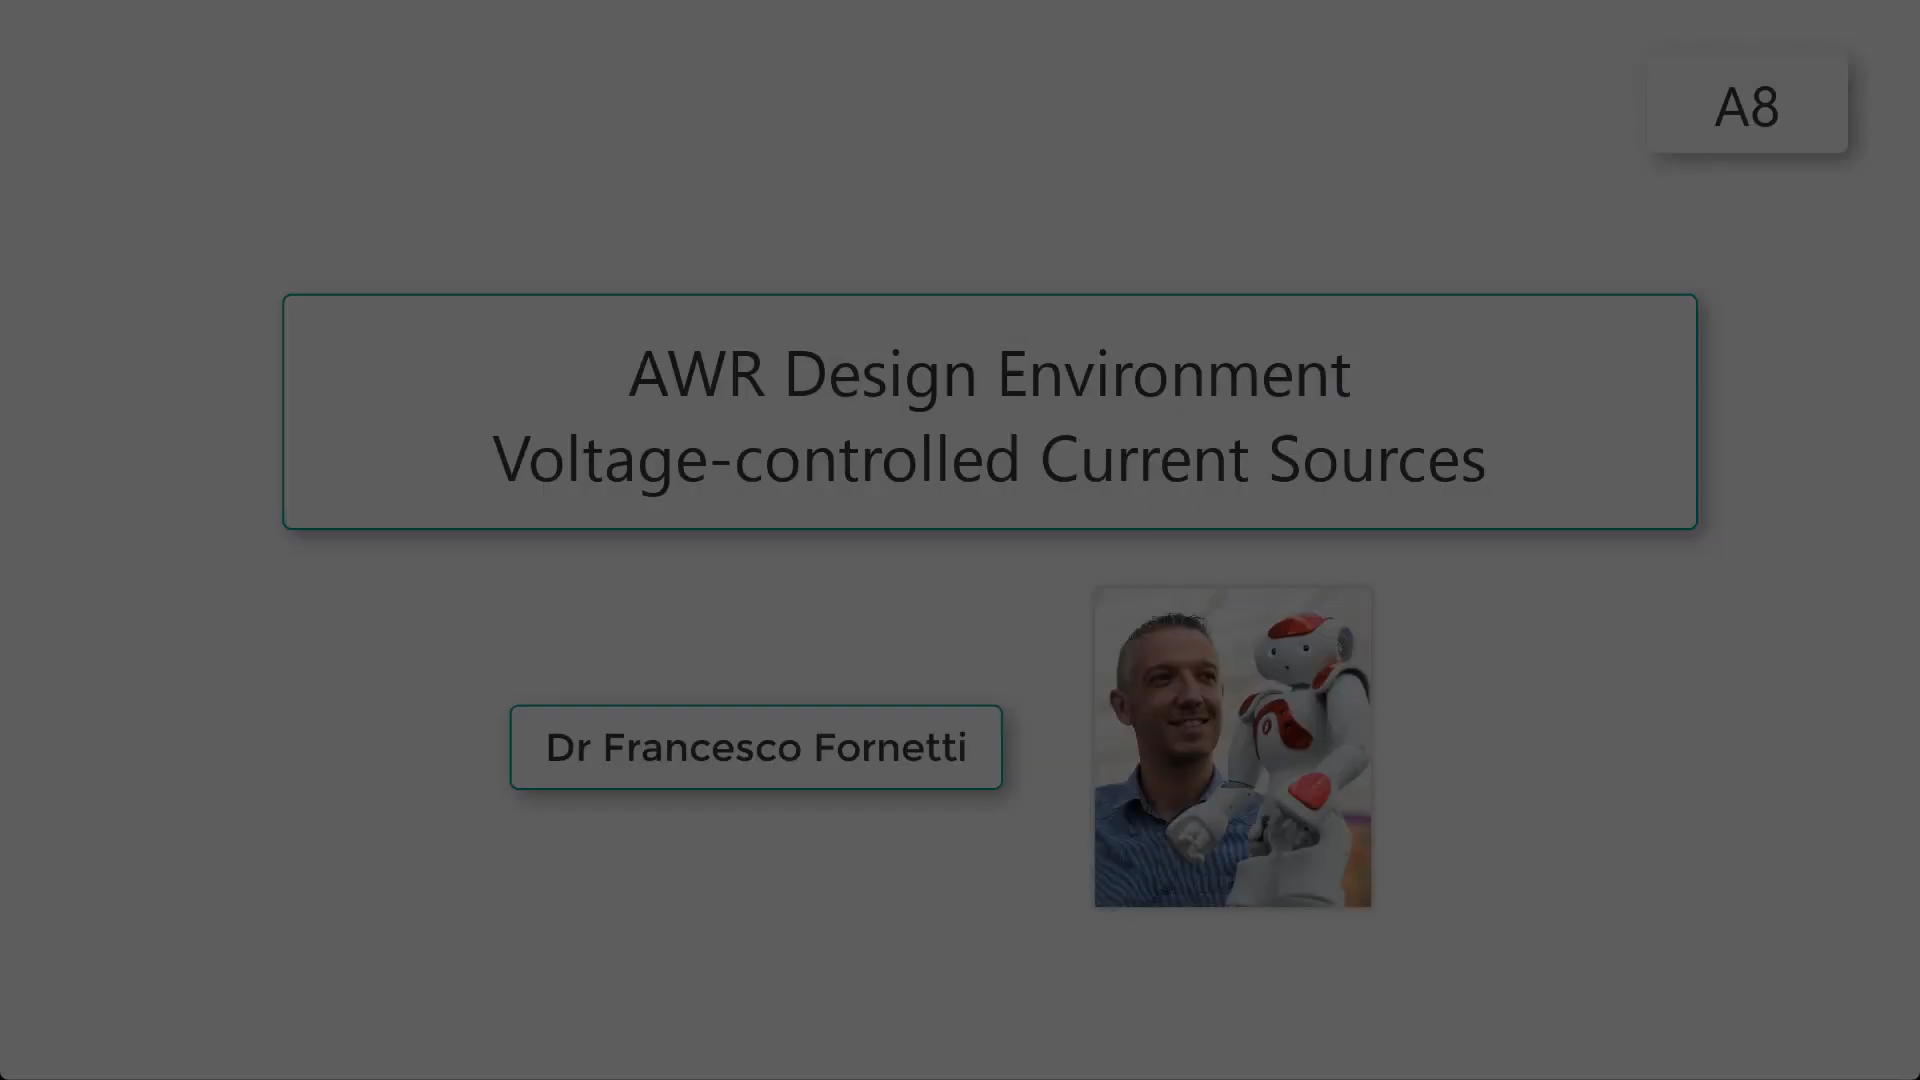 A8
AWR Design Environment
Voltage-controlled Current Sources
Dr Francesco Fornetti